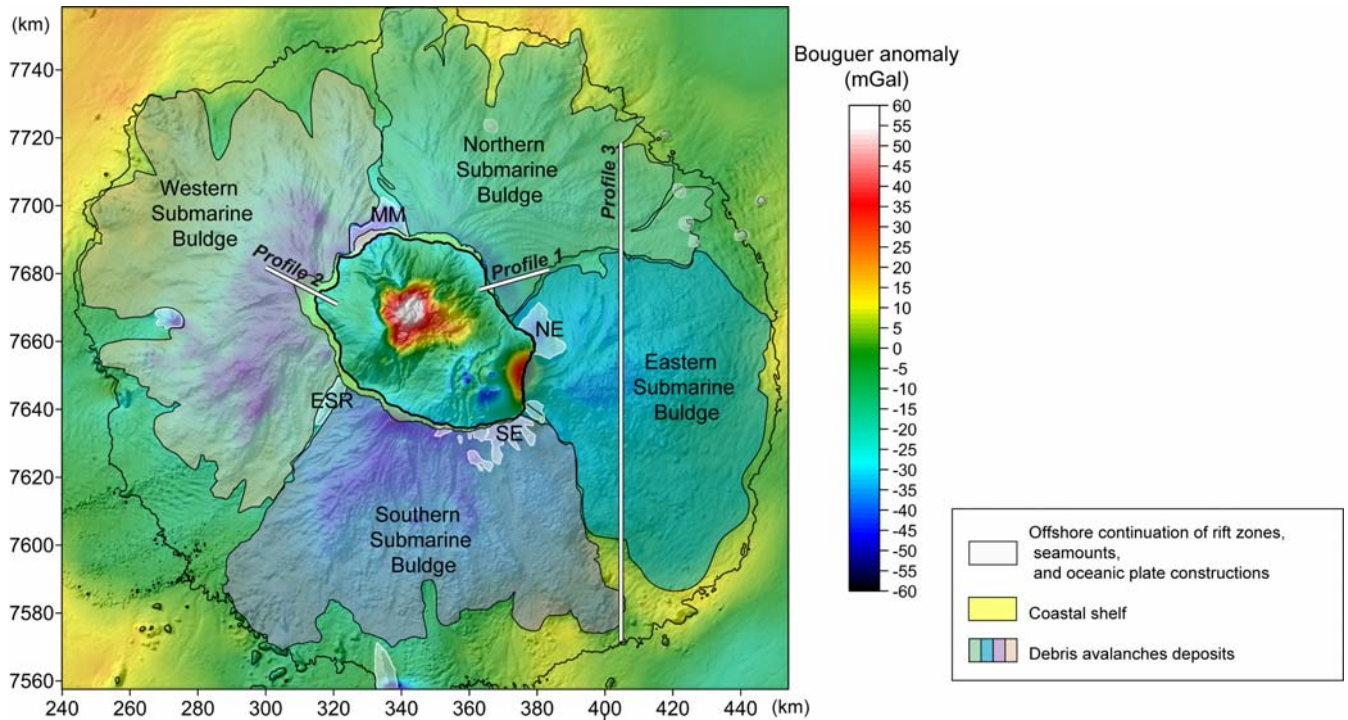 (km)
7740
7720
7700
7680
7660
7640
7620
7600
7580
7560
240 260 280 300 320 340 360 380 400 420 440 (km)
Northern
Submarine
Buldge
Western
Submarine
Buldge
Profile 3
MM
Profile 2
Profile 1
NE
Eastern
Submarine
Buldge
ESR
SE
Southern
Submarine
Buldge
Bouguer anomaly
(mGal)
60
55
50
45
40
35
30
25
20
15
10
5
0
-5
-10
-15
-20
-25
-30
-35
-40
-45
-50
-55
-60
Offshore continuation of rift zones,
seamounts,
and oceanic plate constructions
Coastal shelf
Debris avalanches deposits